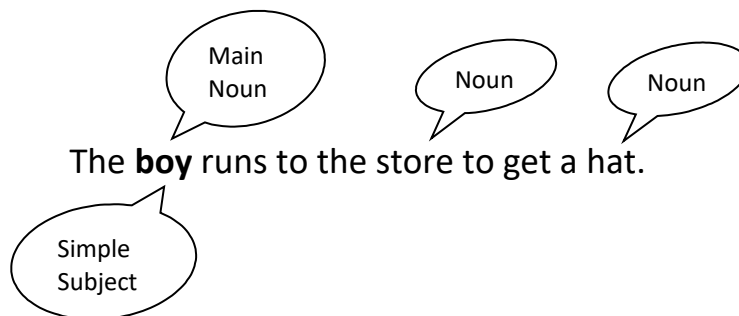 Main
Noun
Noun
Noun
The boy runs to the store to get a hat.
Simple
Subject